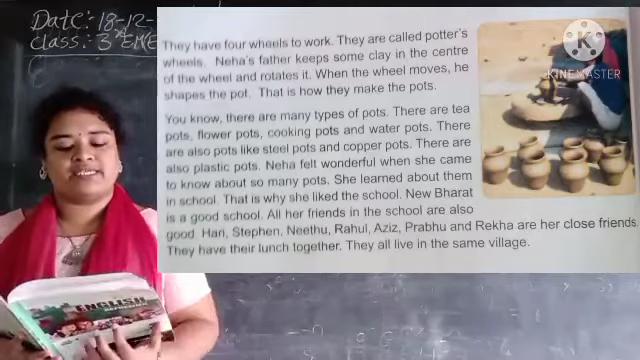 Date: 18-12-
Class: 3rd EM/E
They have four wheels to work. They are called potter's
wheels. Neha's father keeps some clay in the centre
of the wheel and rotates it. When the wheel moves, he
shapes the pot. That is how they make the pots.
You know, there are many types of pots. There are tea
pots, flower pots, cooking pots and water pots. There
are also pots like steel pots and copper pots. There are
also plastic pots. Neha felt wonderful when she came
to know about so many pots. She learned about them
in school. That is why she liked the school. New Bharat
is a good school. All her friends in the school are also
good. Hari, Stephen, Neethu, Rahul, Aziz, Prabhu and Rekha are her close friends.
They have their lunch together. They all live in the same village.
KINEMASTER
ENGLISH